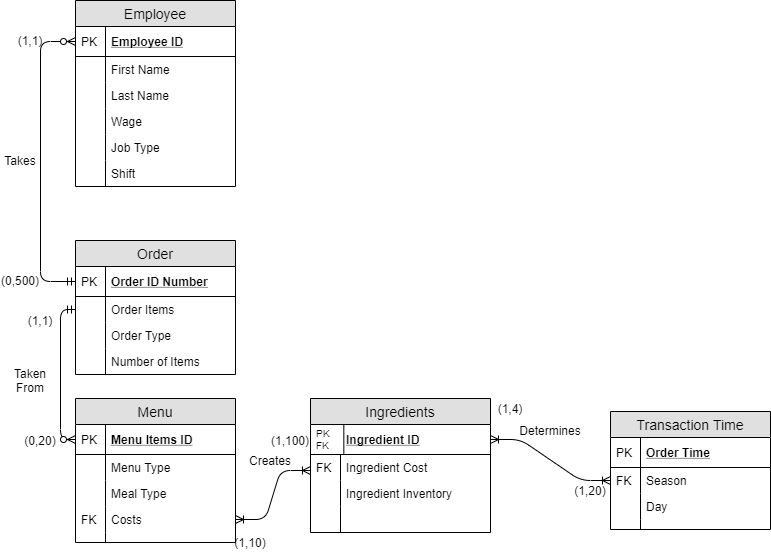 Employee
(1,1)
PK Employee ID
First Name
Last Name
Wage
Job Type
Takes
Shift
Order
(0,500)
PK Order ID Number
Order Items
(1,1)
Order Type
Number of Items
Taken
From
Menu
(0,20)
PK Menu Items ID
Menu Type
Meal Type
FK Costs
(1,10)
Creates
(1,100)
Ingredients
PK
FK
Ingredient ID
FK Ingredient Cost
Ingredient Inventory
(1,4)
Determines
(1,20)
Transaction Time
PK Order Time
FK Season
Day